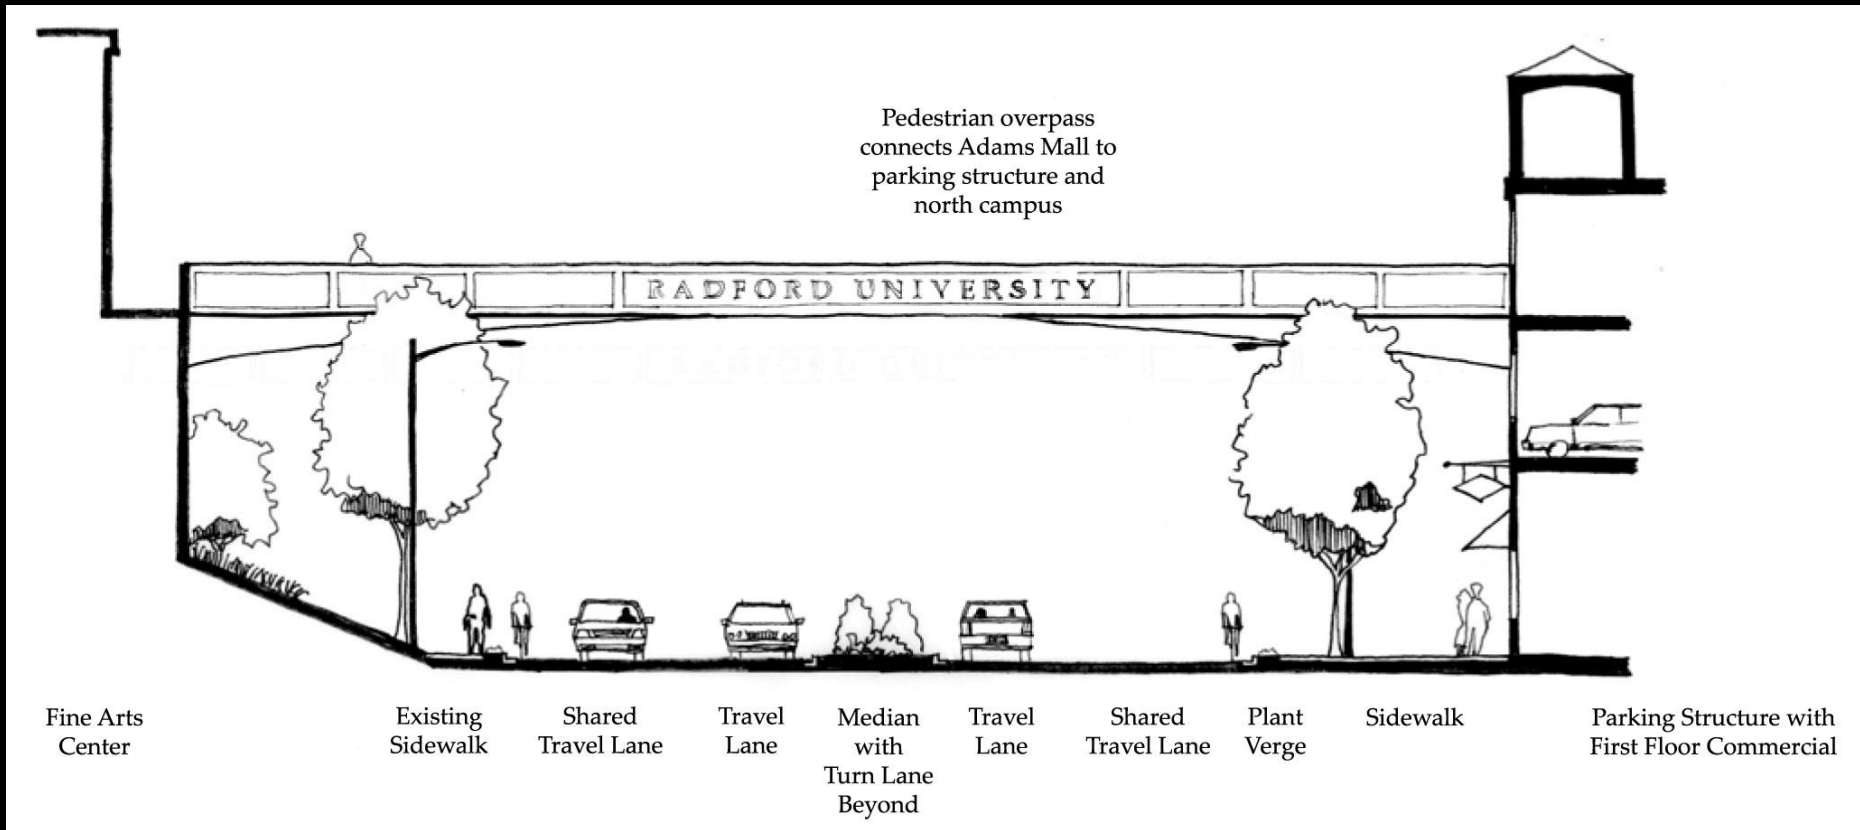 Pedestrian overpass
connects Adams Mall to
parking structure and
north campus
RADFORD UNIVERSITY
Fine Arts
Center
Existing
Sidewalk
Shared
Travel Lane
Travel
Lane
Median
with
Turn Lane
Beyond
Travel
Lane
Shared
Travel Lane
Plant
Verge
Sidewalk
Parking Structure with
First Floor Commercial